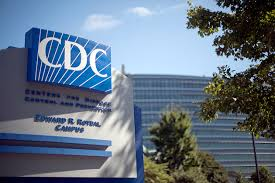 CDC
CENTERS FOR DISEASE
CONTROL AND PREVENTION
EDWARD R. ROYBAL
CAMPUS